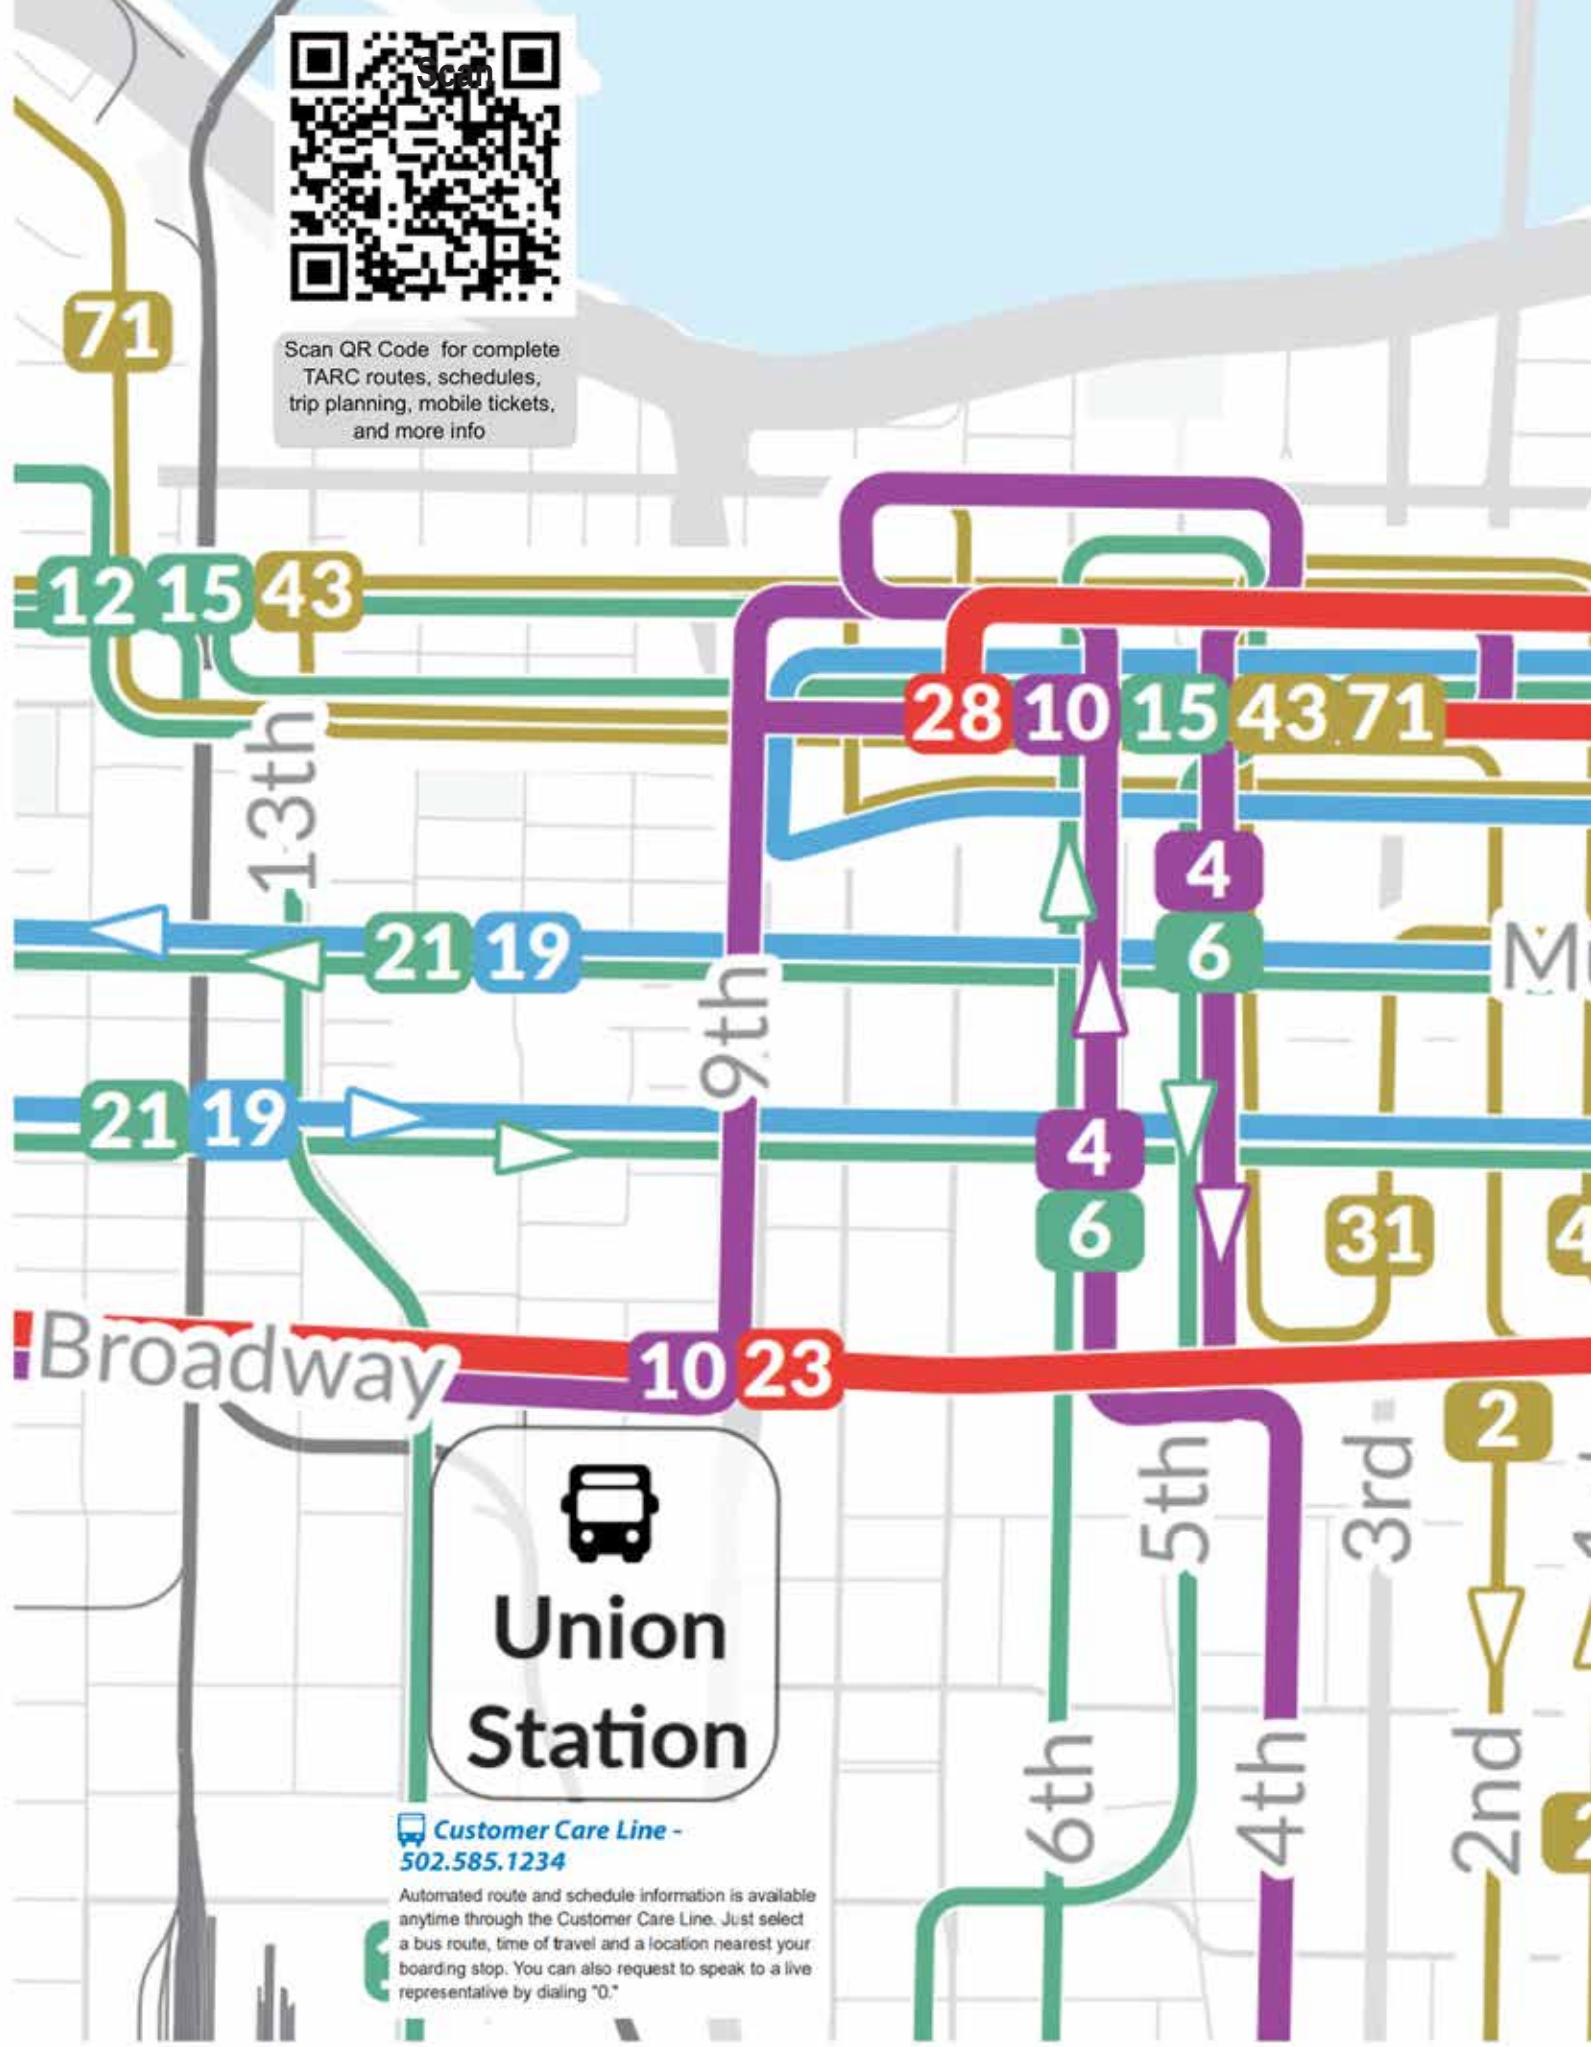 Scan
Scan QR Code for complete
TARC routes, schedules,
trip planning, mobile tickets,
and more info
71
12 15 43
28 10 15 43 71
13th
4
6
21 19
9th
21 19
4
6
31
Broadway
10 23
2
5th
3rd
Union
Station
6th
4th
2nd
Customer Care Line -
502.585.1234
Automated route and schedule information is available
anytime through the Customer Care Line. Just select
a bus route, time of travel and a location nearest your
boarding stop. You can also request to speak to a live
representative by dialing "0."